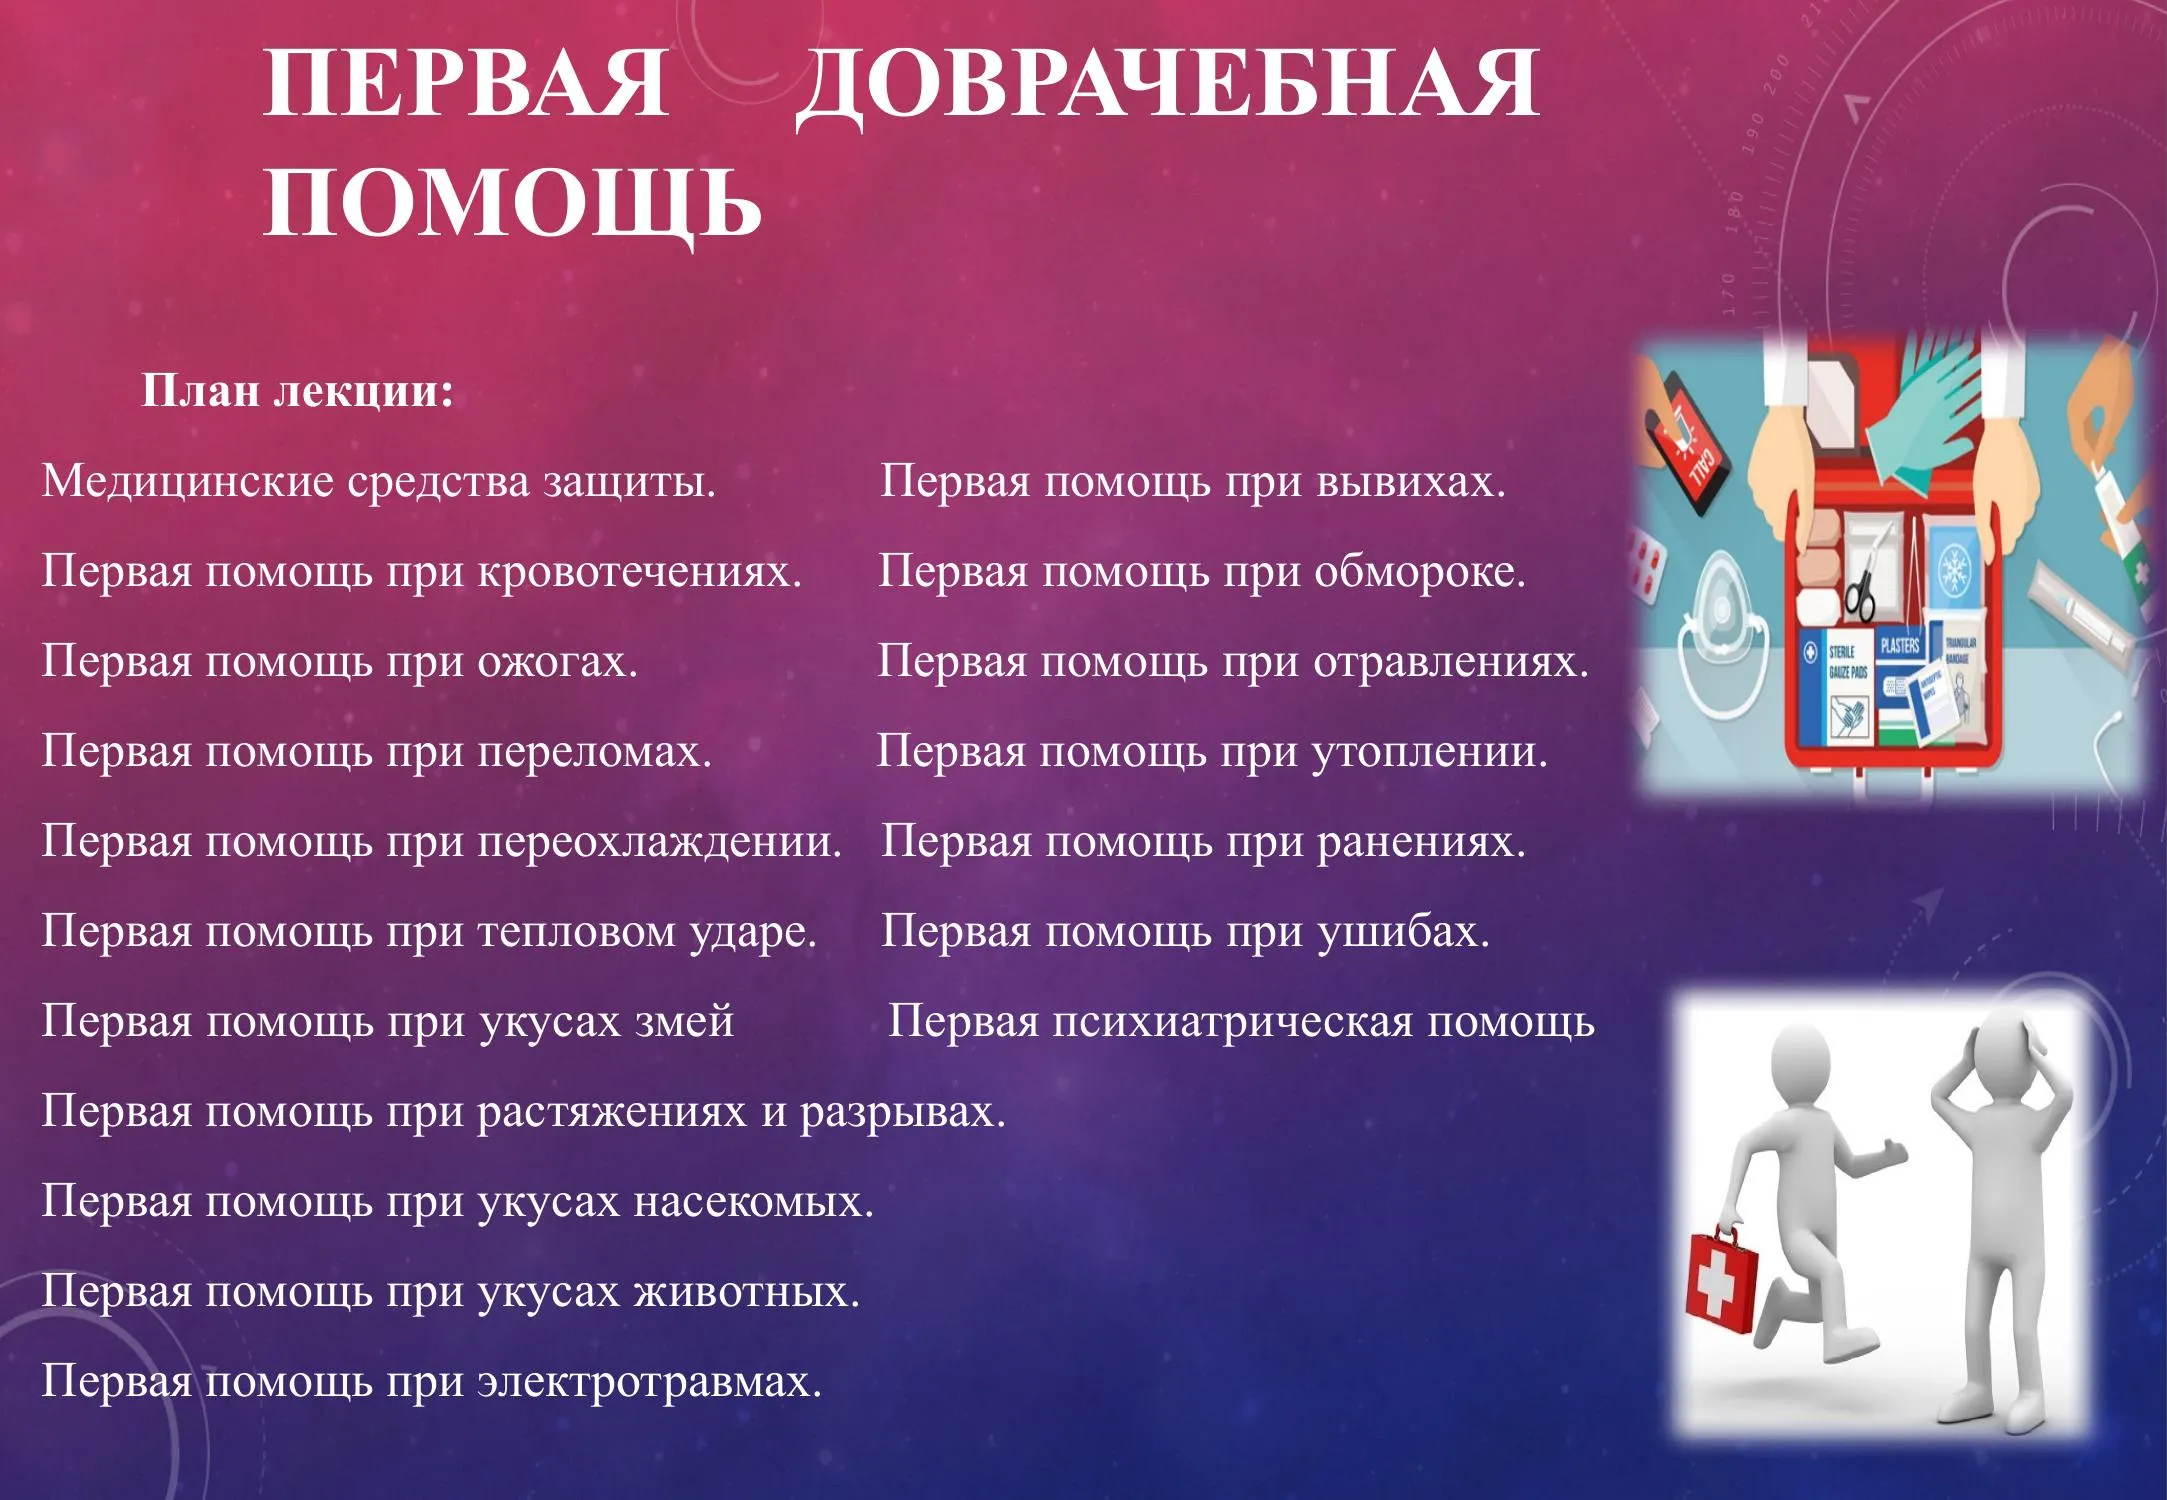 ПЕРВАЯ ДОВРАЧЕБНАЯ
ПОМОЩЬ
План лекции:
Медицинские средства защиты.
Первая помощь при кровотечениях.
Первая помощь при ожогах.
Первая помощь при переломах.
Первая помощь при переохлаждении.
Первая помощь при тепловом ударе.
Первая помощь при укусах змей
Первая помощь при растяжениях и разрывах.
Первая помощь при укусах насекомых.
Первая помощь при укусах животных.
Первая помощь при электротравмах.
Первая помощь при вывихах.
Первая помощь при обмороке.
Первая помощь при отравлениях.
Первая помощь при утоплении.
Первая помощь при ранениях.
Первая помощь при ушибах.
Первая психиатрическая помощь
170 180 190 200 210
CALL
STERILE
GAUZE PADS
PLASTERS
TRIANGULAR
BANDAGE
ANTISEPTIC
WIPES